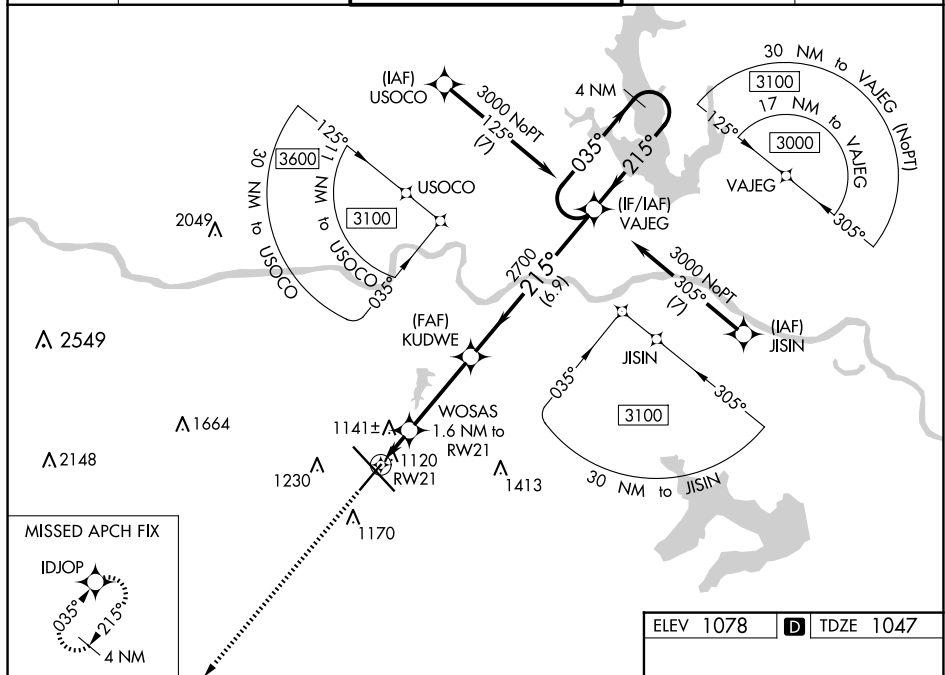 (IAF)
USOCO
3000 NoPT
125°
(7)
4 NM
035°
215°
(IF/IAF)
VAJEG
30 NM to VAJEG (NoPT)
3100
17 NM to VAJEG
3000
125°
VAJEG
305°
125°
3600
30 NM to USOCO
11 NM to USOCO
3100
USOCO
035°
2049
2700
215°
(6.9)
3000 NoPT
305°
(7)
(IAF)
JISIN
(FAF)
KUDWE
2549
JISIN
035°
305°
3100
30 NM to JISIN
1664
1141±
WOSAS
1.6 NM to
RW21
2148
1230
1120
RW21
1413
1170
MISSED APCH FIX
IDJOP
035°
215°
4 NM
ELEV 1078 D TDZE 1047